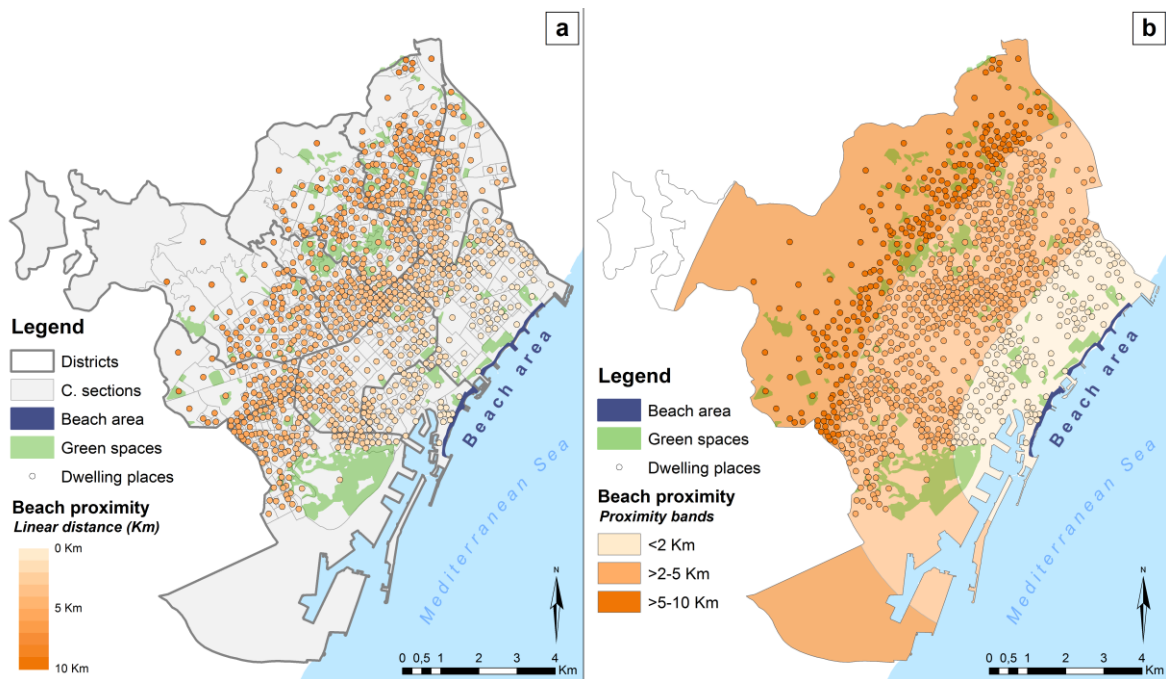 a
Legend
Districts
C. sections
Beach area
Green spaces
Dwelling places
Beach proximity
Linear distance (Km)
0 Km
5 Km
10 Km
Beach area
Mediterranean Sea
N
0 0,5 1 2 3 4
Km
b
Legend
Beach area
Green spaces
Dwelling places
Beach proximity
Proximity bands
<2 Km
>2-5 Km
>5-10 Km
Beach area
Mediterranean Sea
N
0 0,5 1 2 3 4
Km